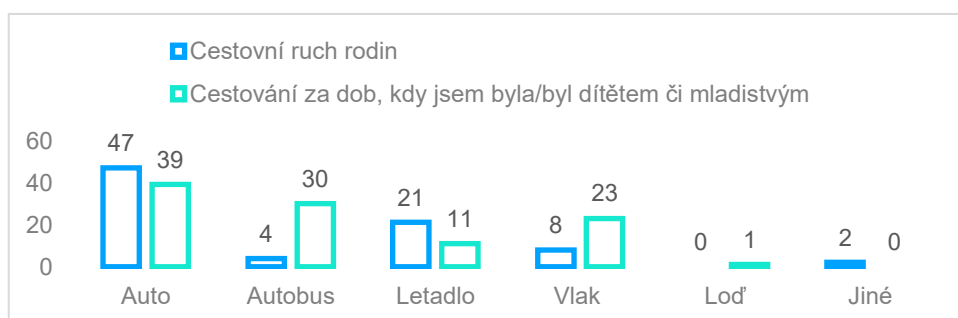 Cestovní ruch rodin
Cestování za dob, kdy jsem byla/byl dítětem či mladistvým
60
40
20
0
47
39
4
30
21
11
8
23
0
1
2
0
Auto
Autobus
Letadlo
Vlak
Loď
Jiné